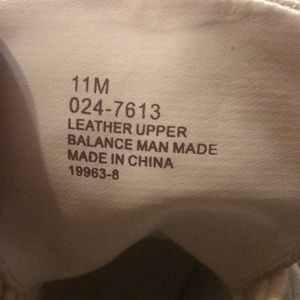 11M
024-7613
LEATHER UPPER
BALANCE MAN MADE
MADE IN CHINA
19963-8